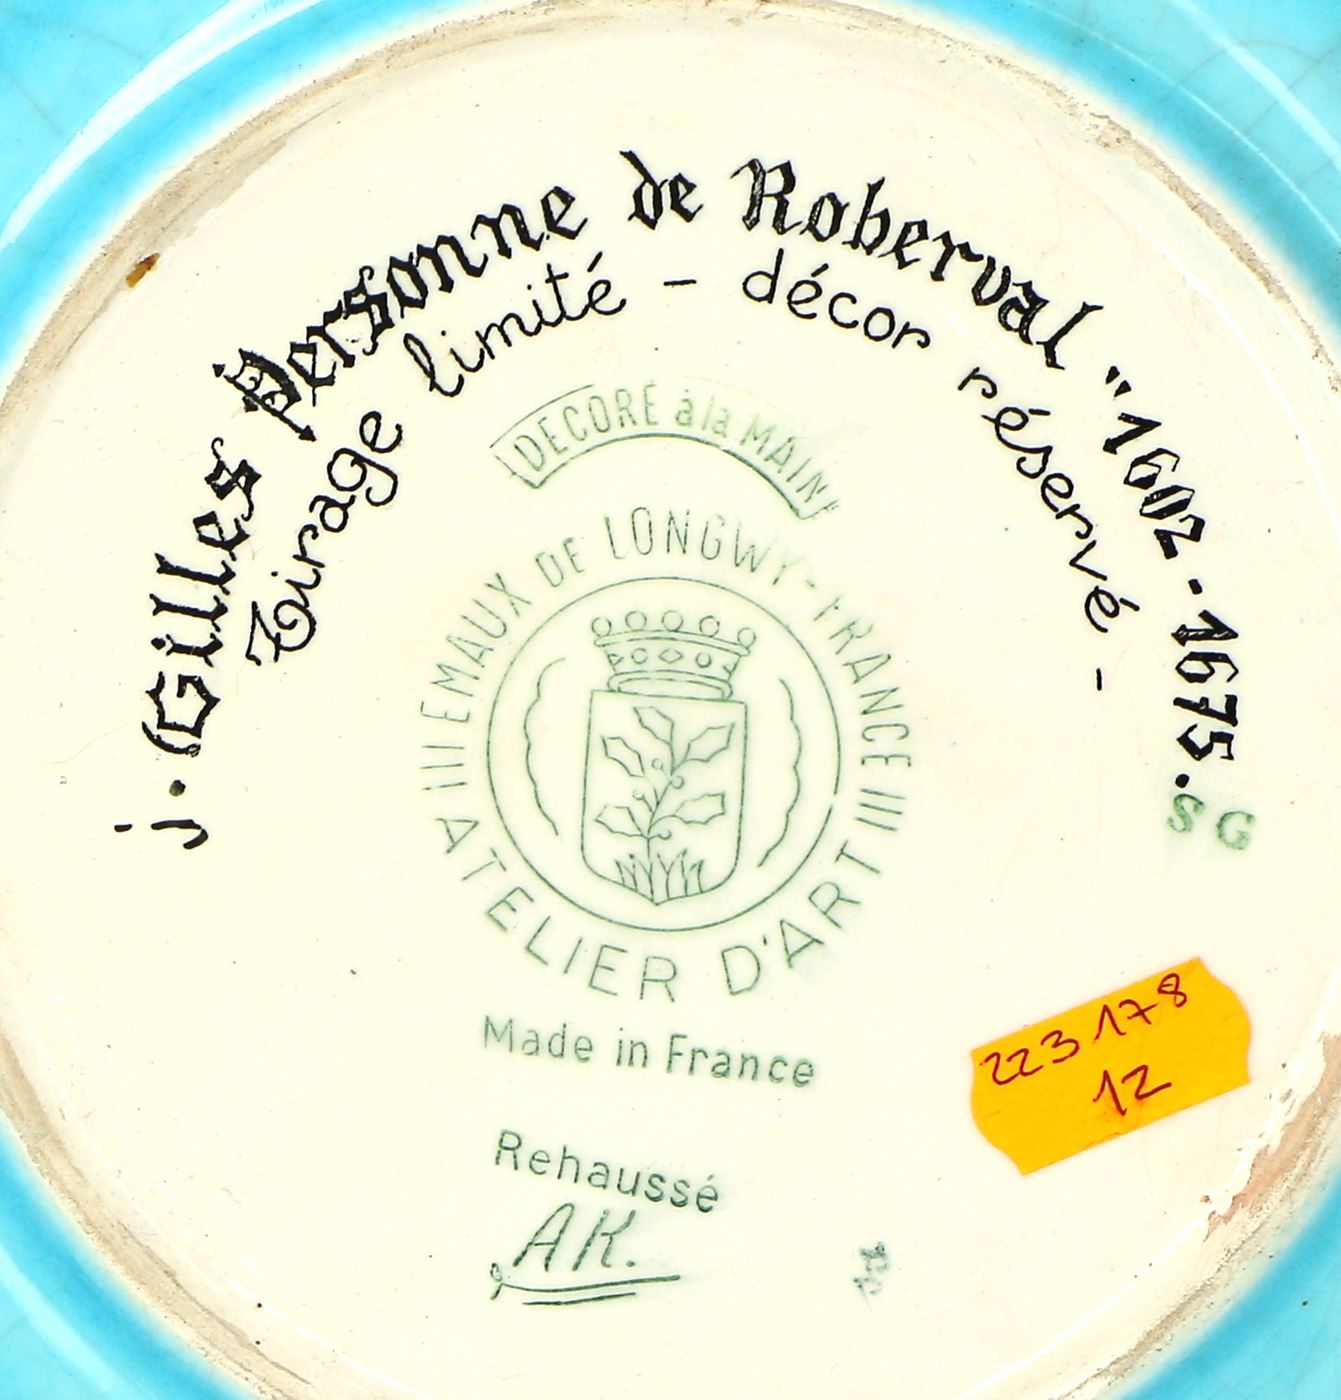 j. Gilles Personne de Roberval "1602 - 1675.
Tirage limité - décor réservé -
DECORÉ à la MAIN
EMAUX DE LONGWY - FRANCE
ATELIER D'ART
Made in France
Rehaussé
AK.
SG
223178
12